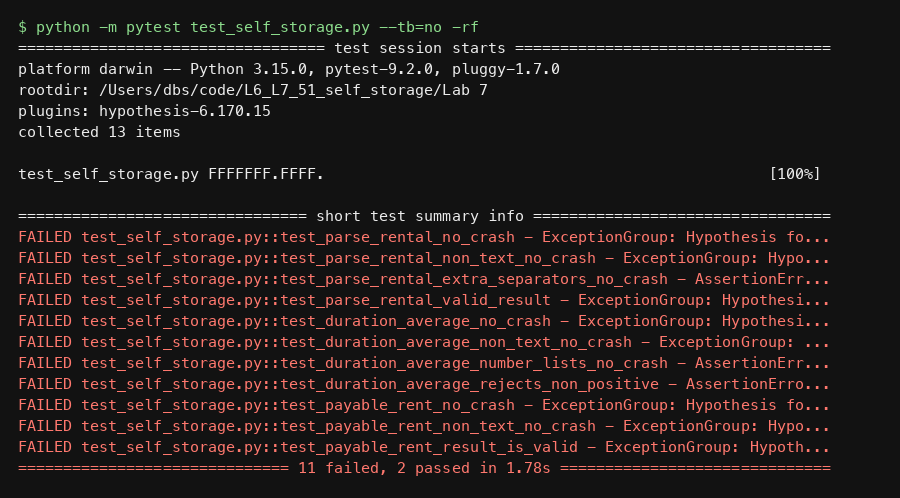 $ python -m pytest test_self_storage.py --tb=no -rf
================================== test session starts ===================================
platform darwin -- Python 3.15.0, pytest-9.2.0, pluggy-1.7.0
rootdir: /Users/dbs/code/L6_L7_51_self_storage/Lab 7
plugins: hypothesis-6.170.15
collected 13 items
test_self_storage.py FFFFFFF.FFFF. [100%]
================================ short test summary info =================================
FAILED test_self_storage.py::test_parse_rental_no_crash - ExceptionGroup: Hypothesis fo...
FAILED test_self_storage.py::test_parse_rental_non_text_no_crash - ExceptionGroup: Hypo...
FAILED test_self_storage.py::test_parse_rental_extra_separators_no_crash - AssertionErr...
FAILED test_self_storage.py::test_parse_rental_valid_result - ExceptionGroup: Hypothesi...
FAILED test_self_storage.py::test_duration_average_no_crash - ExceptionGroup: Hypothesi...
FAILED test_self_storage.py::test_duration_average_non_text_no_crash - ExceptionGroup: ...
FAILED test_self_storage.py::test_duration_average_number_lists_no_crash - AssertionErr...
FAILED test_self_storage.py::test_duration_average_rejects_non_positive - AssertionErro...
FAILED test_self_storage.py::test_payable_rent_no_crash - ExceptionGroup: Hypothesis fo...
FAILED test_self_storage.py::test_payable_rent_non_text_no_crash - ExceptionGroup: Hypo...
FAILED test_self_storage.py::test_payable_rent_result_is_valid - ExceptionGroup: Hypoth...
============================== 11 failed, 2 passed in 1.78s ==============================